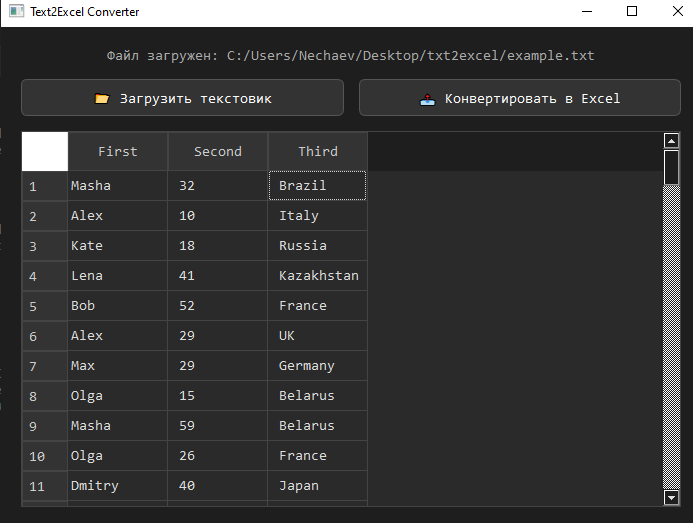 Text2Excel Converter
Файл загружен: C:/Users/Nechaev/Desktop/txt2excel/example.txt
Загрузить текстовик
Конвертировать в Excel
First Second Third
1 Masha 32 Brazil
2 Alex 10 Italy
3 Kate 18 Russia
4 Lena 41 Kazakhstan
5 Bob 52 France
6 Alex 29 UK
7 Max 29 Germany
8 Olga 15 Belarus
9 Masha 59 Belarus
10 Olga 26 France
11 Dmitry 40 Japan